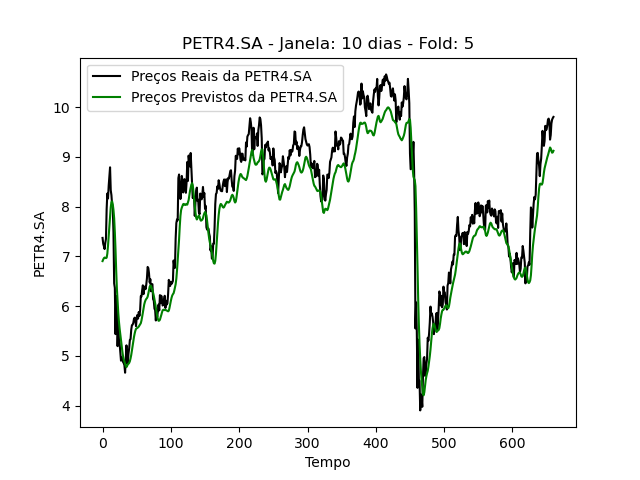 PETR4.SA - Janela: 10 dias - Fold: 5
Preços Reais da PETR4.SA
Preços Previstos da PETR4.SA
PETR4.SA
10
9
8
7
6
5
4
0 100 200 300 400 500 600
Tempo